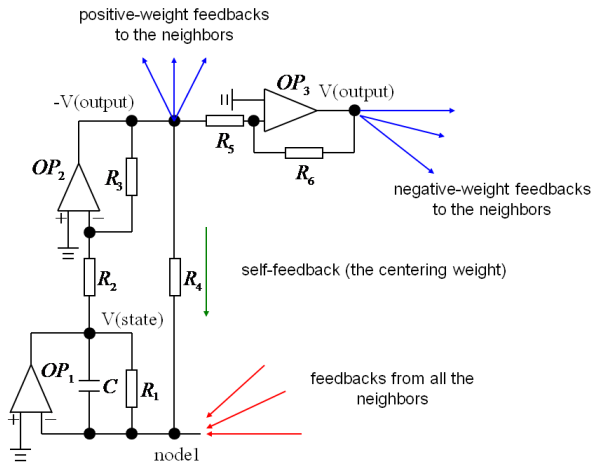 positive-weight feedbacks
to the neighbors
OP3
V(output)
-V(output)
R5
OP2
R3
R6
+ −
negative-weight feedbacks
to the neighbors
R2
R4
self-feedback (the centering weight)
V(state)
OP1
C
R1
feedbacks from all the
neighbors
+ −
node1